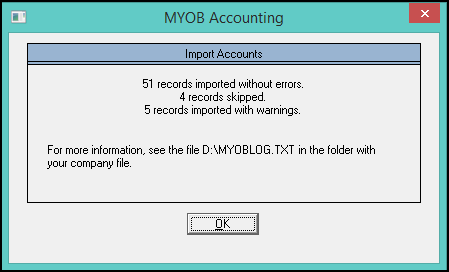 MYOB Accounting
Import Accounts
51 records imported without errors.
4 records skipped.
5 records imported with warnings.
For more information, see the file D:\MYOBLOG.TXT in the folder with
your company file.
OK